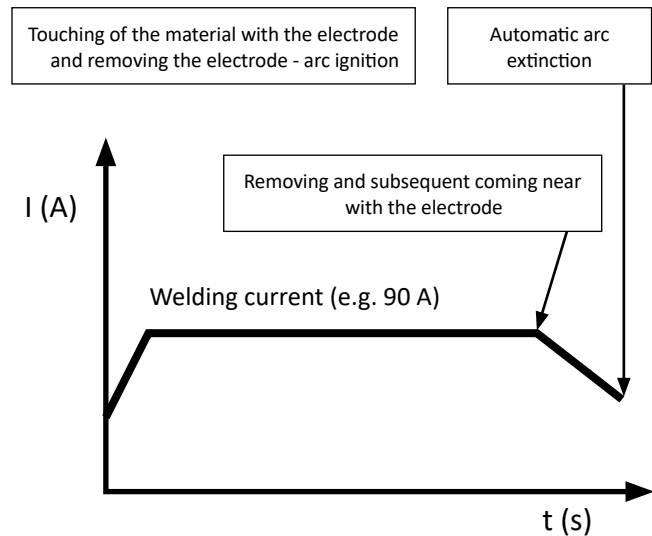 Touching of the material with the electrode
and removing the electrode - arc ignition
Automatic arc
extinction
Removing and subsequent coming near
with the electrode
I (A)
Welding current (e.g. 90 A)
t (s)